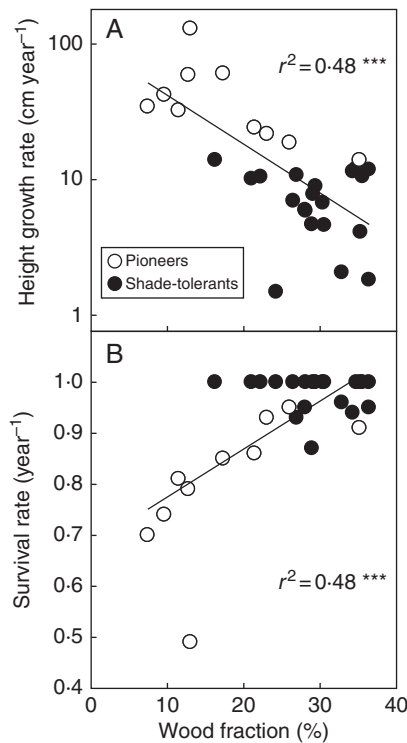 A
100
10
1
Height growth rate (cm year⁻¹)
r² = 0·48 ***
Pioneers
Shade-tolerants
B
1·0
0·9
0·8
0·7
0·6
0·5
0·4
Survival rate (year⁻¹)
r² = 0·48 ***
0 10 20 30 40
Wood fraction (%)